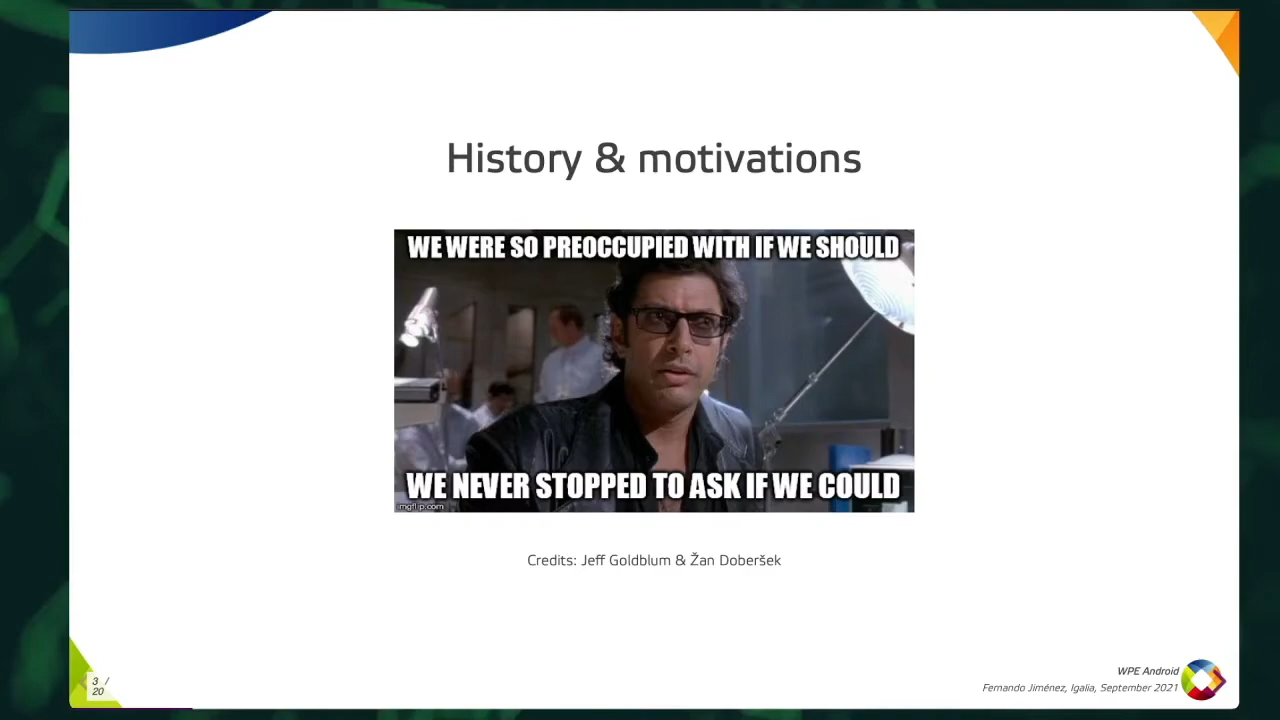 History & motivations
WE WERE SO PREOCCUPIED WITH IF WE SHOULD
WE NEVER STOPPED TO ASK IF WE COULD
imgflip.com
Credits: Jeff Goldblum & Žan Doberšek
3 /
20
WPE Android
Fernando Jiménez, Igalia, September 2021